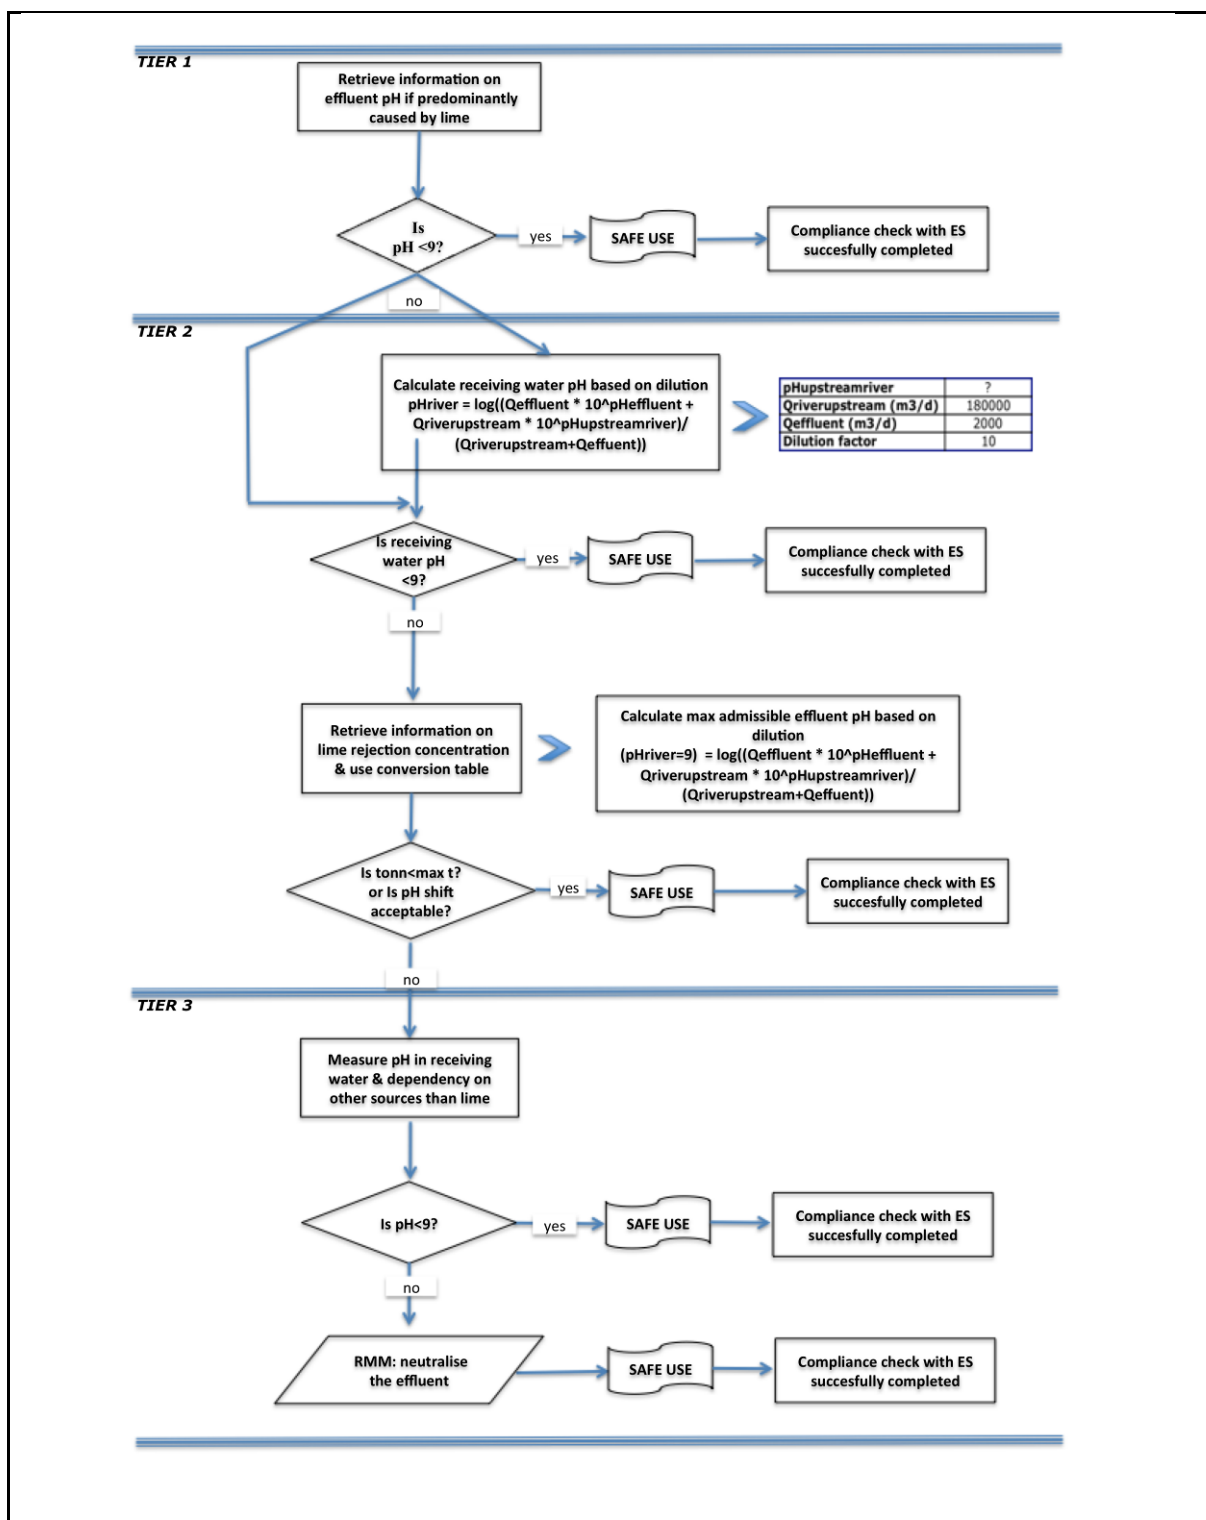 TIER 1
Retrieve information on
effluent pH if predominantly
caused by lime
Is
pH <9?
yes
SAFE USE
Compliance check with ES
succesfully completed
no
TIER 2
Calculate receiving water pH based on dilution
pHriver = log((Qeffluent * 10^pHeffluent +
Qriverupstream * 10^pHupstreamriver)/
(Qriverupstream+Qeffuent))
pHupstreamriver ?
Qriverupstream (m3/d) 180000
Qeffluent (m3/d) 2000
Dilution factor 10
Is receiving
water pH
<9?
yes
SAFE USE
Compliance check with ES
succesfully completed
no
Retrieve information on
lime rejection concentration
& use conversion table
Calculate max admissible effluent pH based on
dilution
(pHriver=9) = log((Qeffluent * 10^pHeffluent +
Qriverupstream * 10^pHupstreamriver)/
(Qriverupstream+Qeffuent))
Is tonn<max t?
or Is pH shift
acceptable?
yes
SAFE USE
Compliance check with ES
succesfully completed
no
TIER 3
Measure pH in receiving
water & dependency on
other sources than lime
Is pH<9?
yes
SAFE USE
Compliance check with ES
succesfully completed
no
RMM: neutralise
the effluent
SAFE USE
Compliance check with ES
succesfully completed